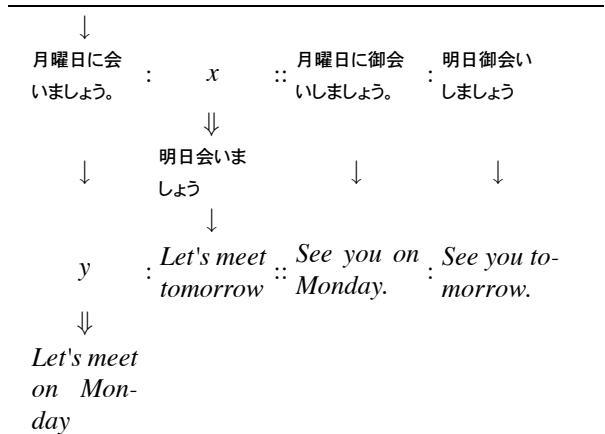 ↓
月曜日に会 : x :: 月曜日に御会 : 明日御会い
いましょう。 いしましょう。 しましょう
⇓
明日会いま
↓ しょう ↓ ↓
↓
y : Let's meet :: See you on : See you to-
tomorrow Monday. morrow.
⇓
Let's meet
on Mon-
day